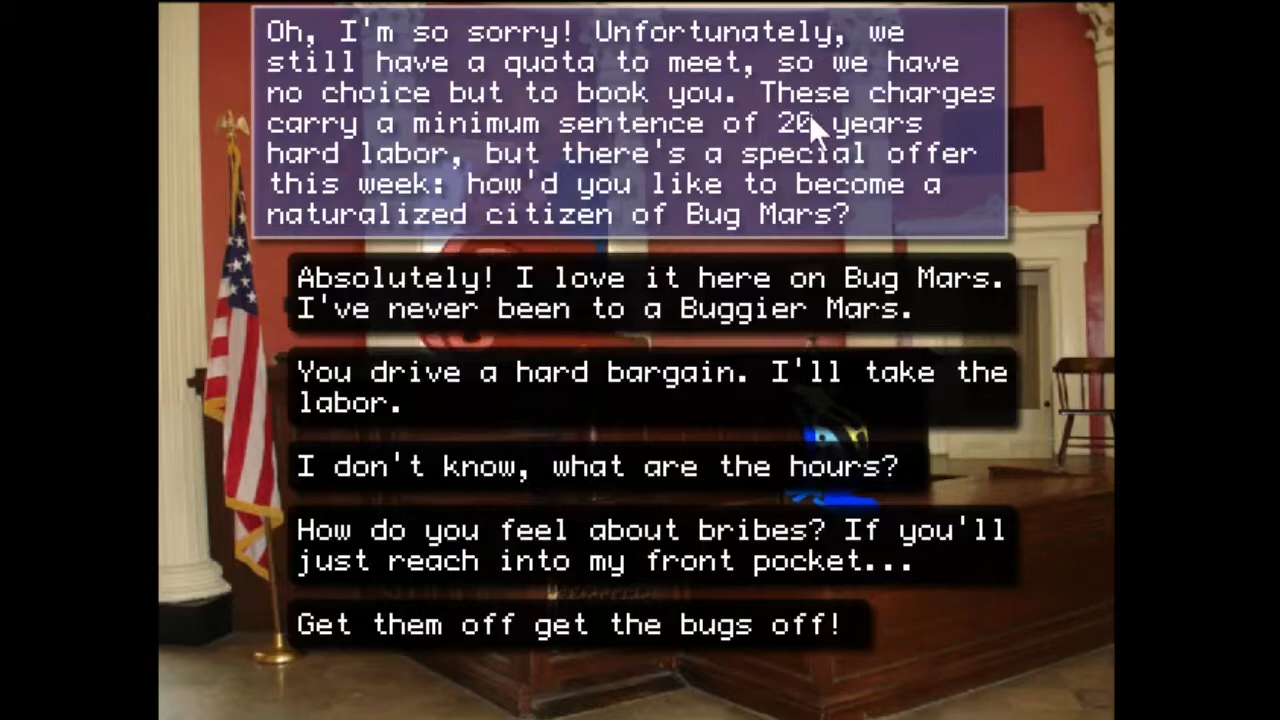 Oh, I'm so sorry! Unfortunately, we
still have a quota to meet, so we have
no choice but to book you. These charges
carry a minimum sentence of 20 years
hard labor, but there's a special offer
this week: how'd you like to become a
naturalized citizen of Bug Mars?
Absolutely! I love it here on Bug Mars.
I've never been to a Buggier Mars.
You drive a hard bargain. I'll take the
labor.
I don't know, what are the hours?
How do you feel about bribes? If you'll
just reach into my front pocket...
Get them off get the bugs off!